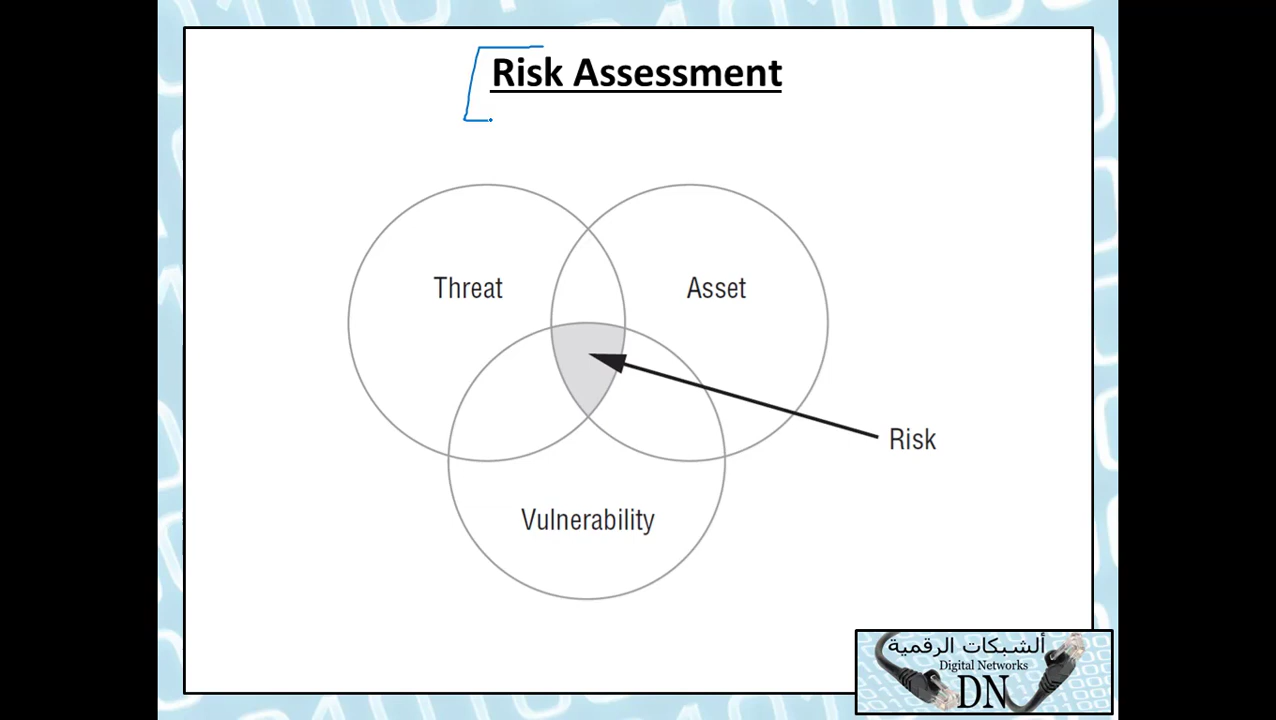 Risk Assessment
Threat
Asset
Risk
Vulnerability
ألشبكات الرقمية
Digital Networks
DN